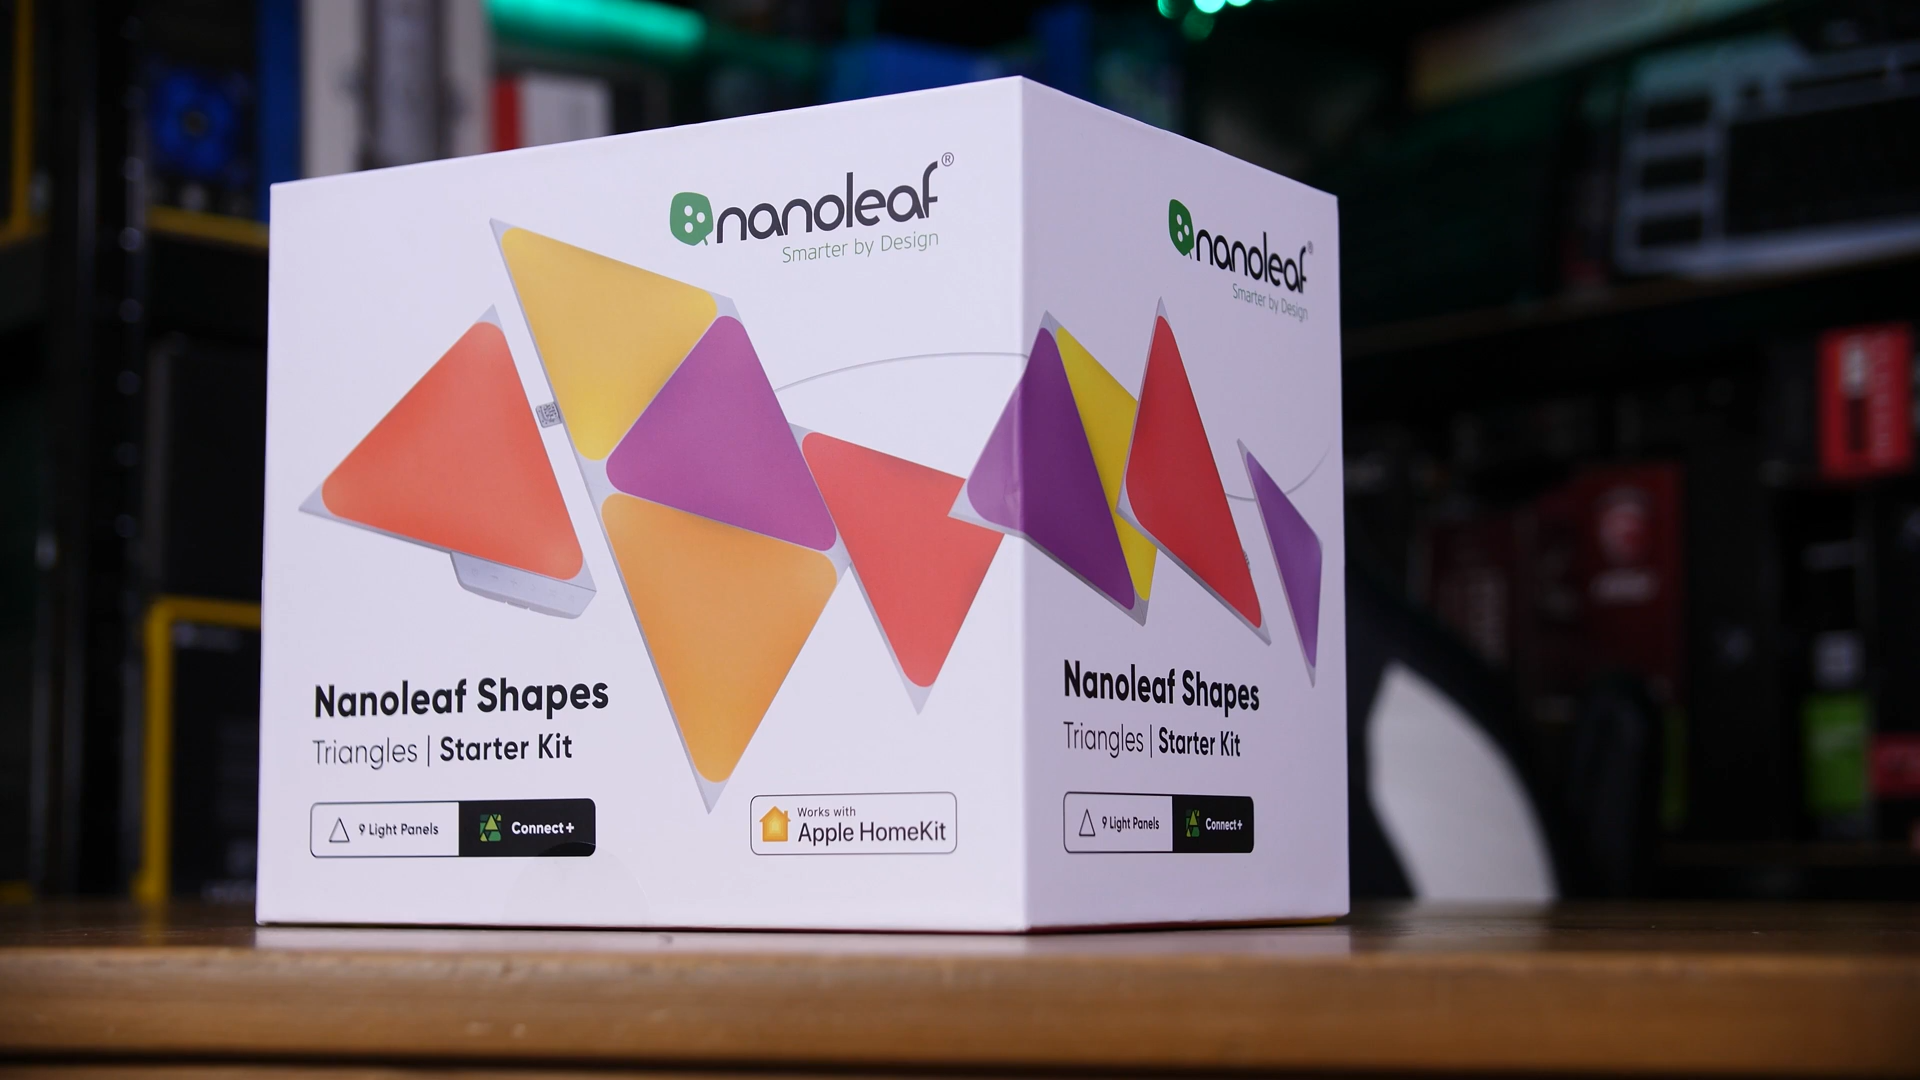 nanoleaf®
Smarter by Design
Nanoleaf Shapes
Triangles | Starter Kit
9 Light Panels
Connect+
Works with
Apple HomeKit
nanoleaf®
Smarter by Design
Nanoleaf Shapes
Triangles | Starter Kit
9 Light Panels
Connect+